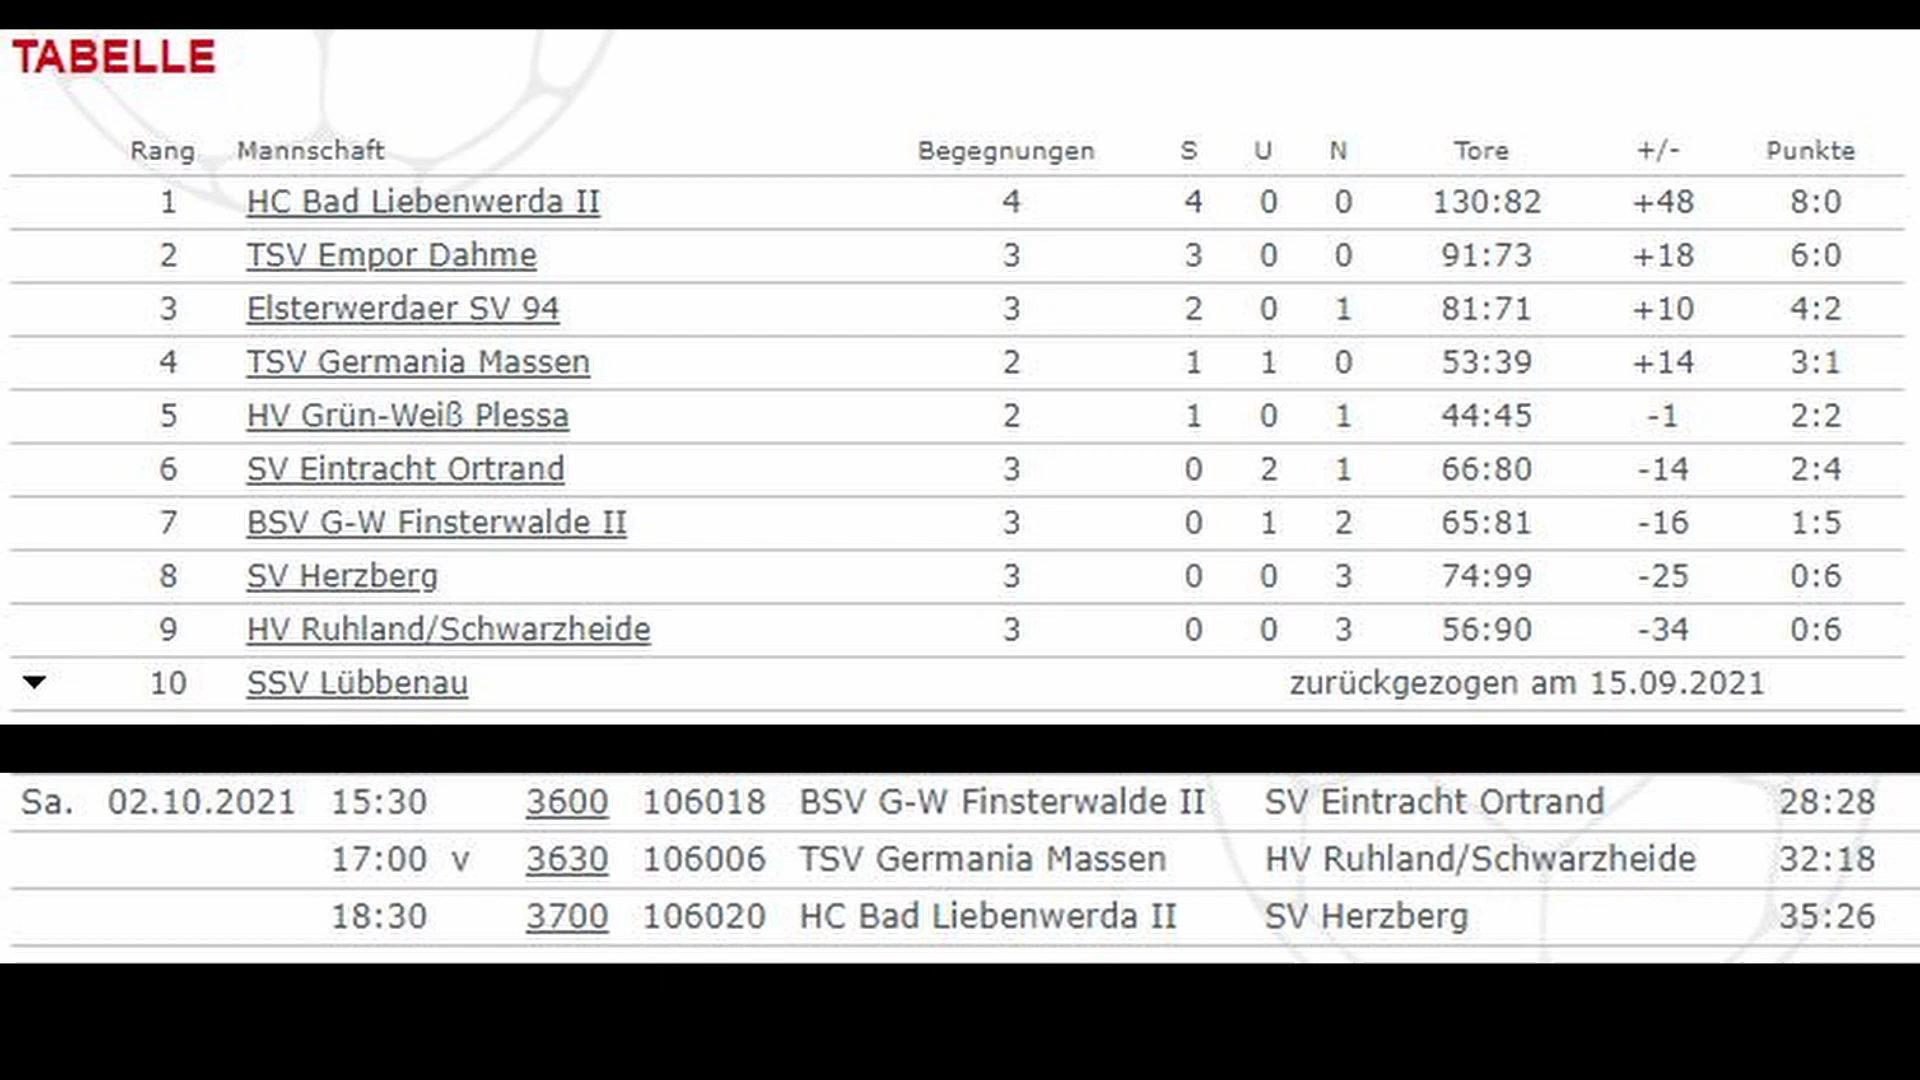 TABELLE
Rang Mannschaft Begegnungen S U N Tore +/- Punkte
1 HC Bad Liebenwerda II 4 4 0 0 130:82 +48 8:0
2 TSV Empor Dahme 3 3 0 0 91:73 +18 6:0
3 Elsterwerdaer SV 94 3 2 0 1 81:71 +10 4:2
4 TSV Germania Massen 2 1 1 0 53:39 +14 3:1
5 HV Grün-Weiß Plessa 2 1 0 1 44:45 -1 2:2
6 SV Eintracht Ortrand 3 0 2 1 66:80 -14 2:4
7 BSV G-W Finsterwalde II 3 0 1 2 65:81 -16 1:5
8 SV Herzberg 3 0 0 3 74:99 -25 0:6
9 HV Ruhland/Schwarzheide 3 0 0 3 56:90 -34 0:6
10 SSV Lübbenau zurückgezogen am 15.09.2021
Sa. 02.10.2021 15:30 3600 106018 BSV G-W Finsterwalde II SV Eintracht Ortrand 28:28
17:00 v 3630 106006 TSV Germania Massen HV Ruhland/Schwarzheide 32:18
18:30 3700 106020 HC Bad Liebenwerda II SV Herzberg 35:26